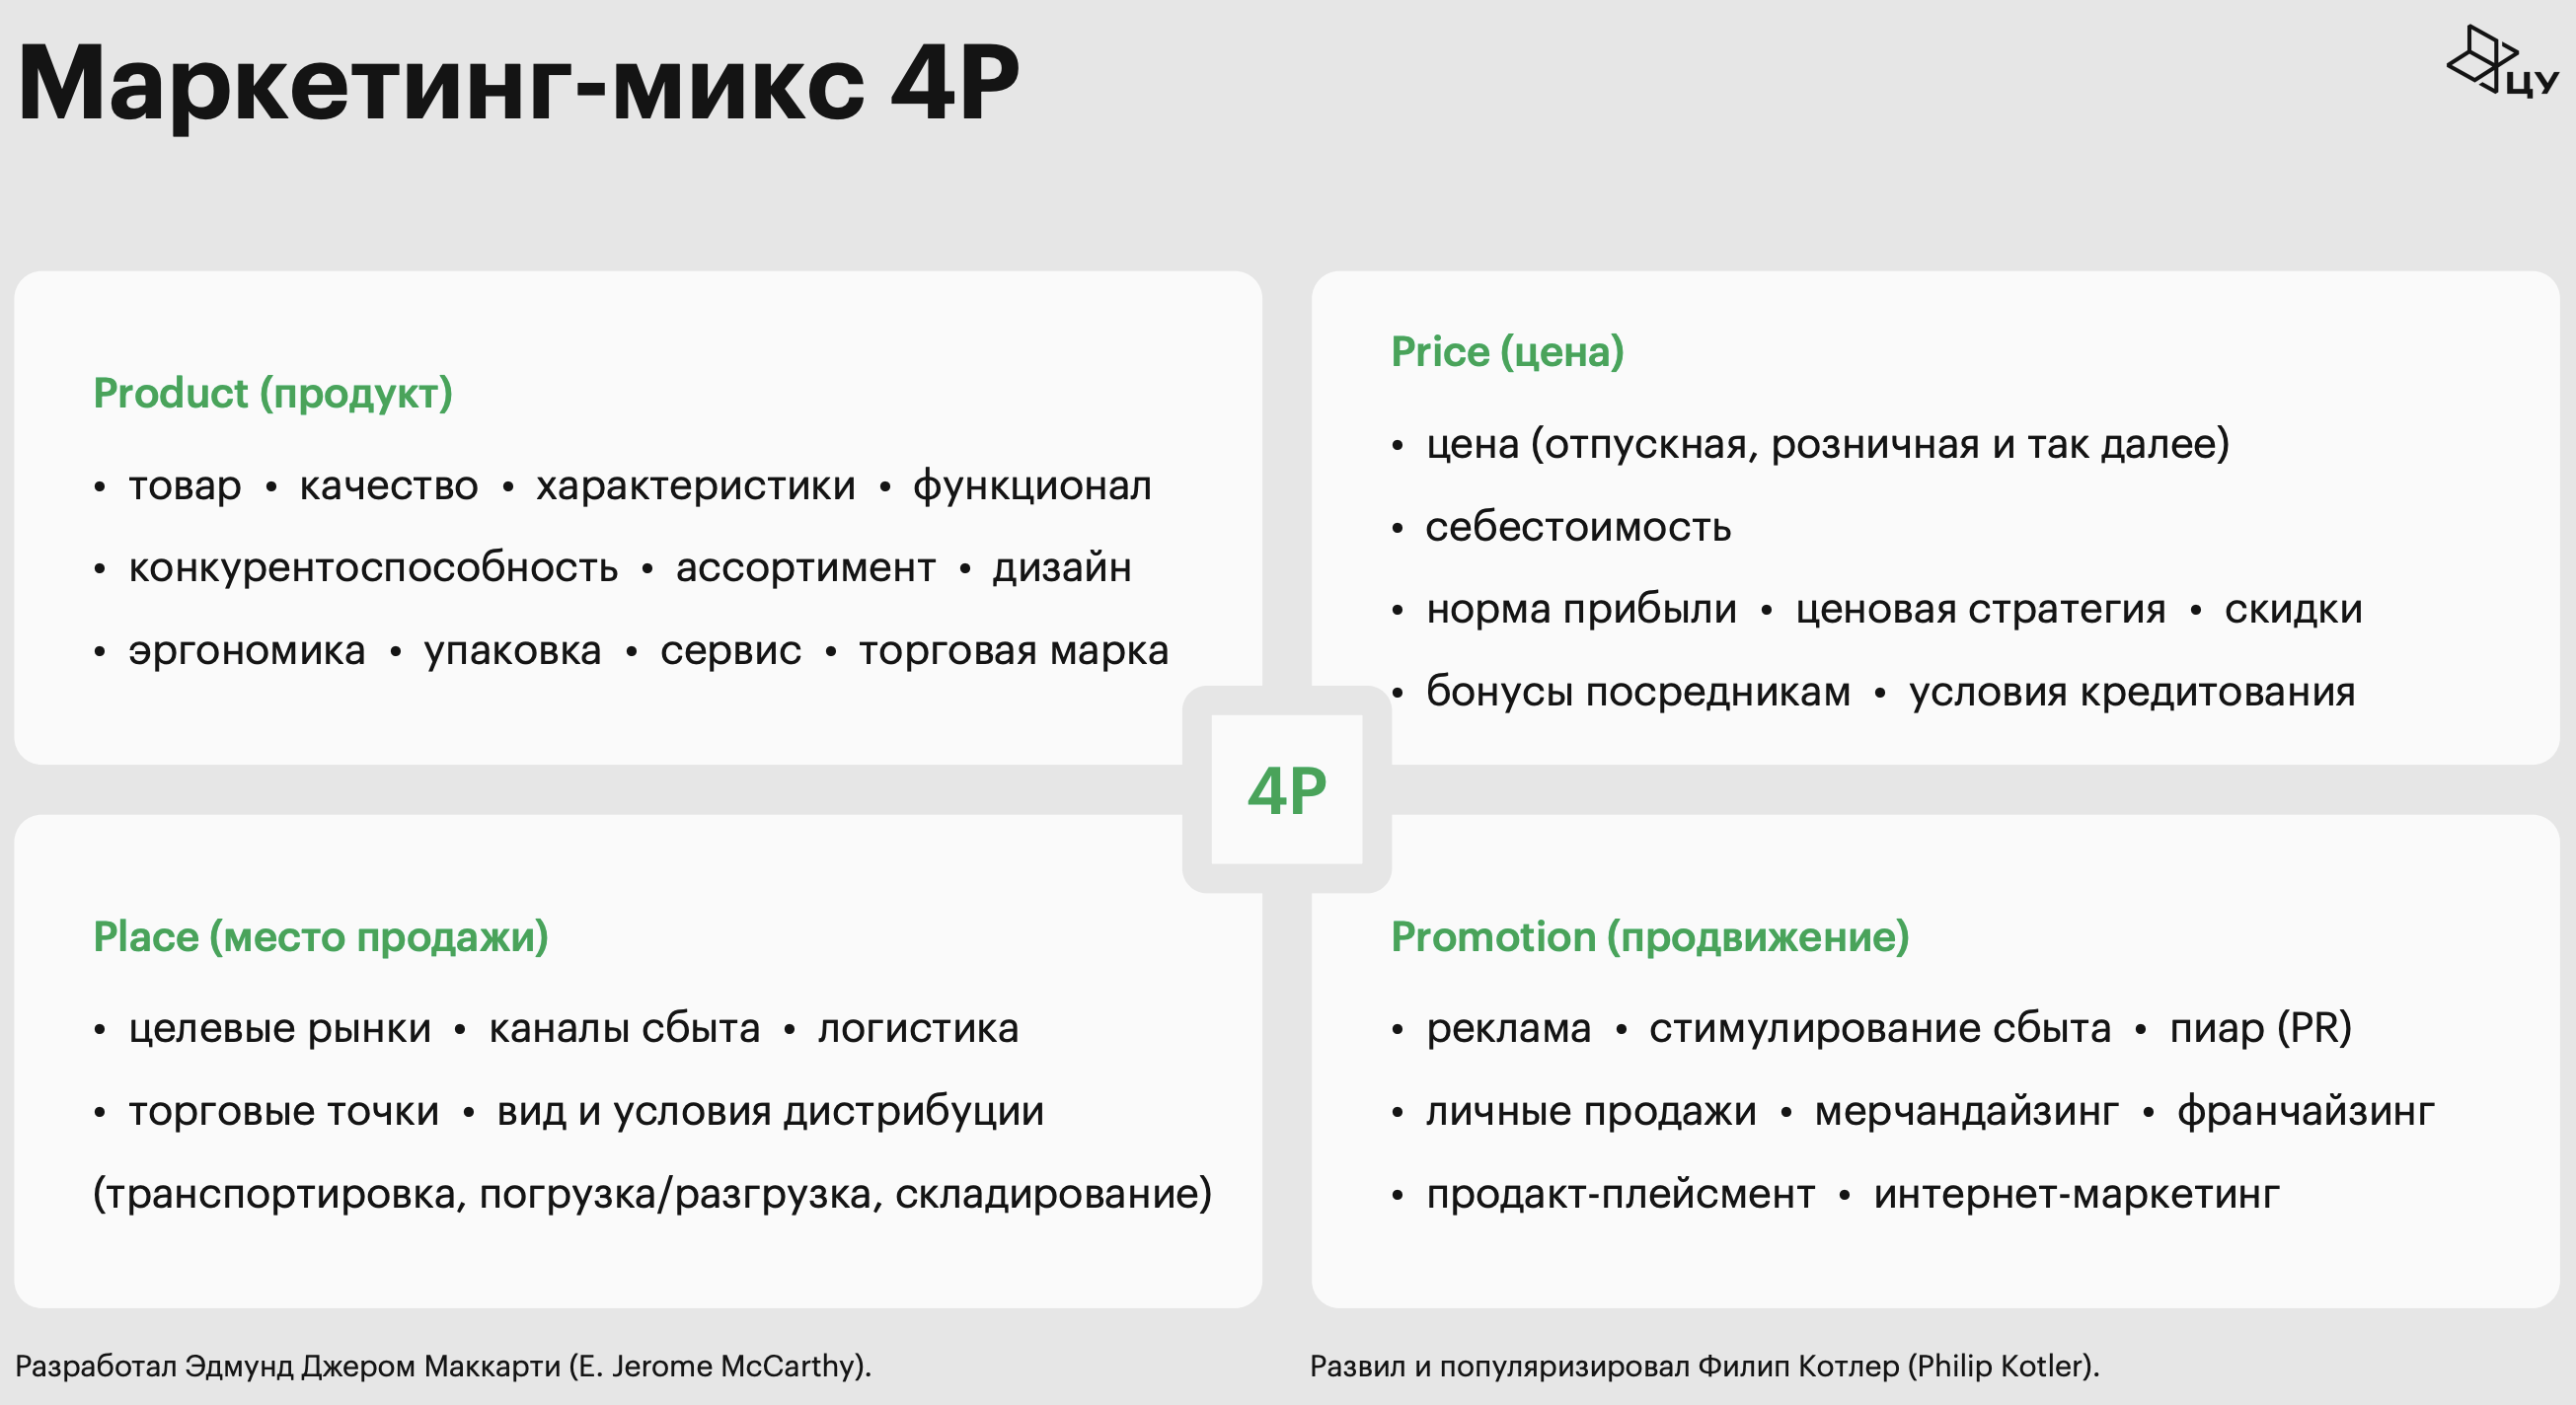 Маркетинг-микс 4P
ЦУ
Product (продукт)
• товар • качество • характеристики • функционал
• конкурентоспособность • ассортимент • дизайн
• эргономика • упаковка • сервис • торговая марка
Price (цена)
• цена (отпускная, розничная и так далее)
• себестоимость
• норма прибыли • ценовая стратегия • скидки
• бонусы посредникам • условия кредитования
4P
Place (место продажи)
• целевые рынки • каналы сбыта • логистика
• торговые точки • вид и условия дистрибуции
(транспортировка, погрузка/разгрузка, складирование)
Promotion (продвижение)
• реклама • стимулирование сбыта • пиар (PR)
• личные продажи • мерчандайзинг • франчайзинг
• продакт-плейсмент • интернет-маркетинг
Разработал Эдмунд Джером Маккарти (E. Jerome McCarthy).
Развил и популяризировал Филип Котлер (Philip Kotler).